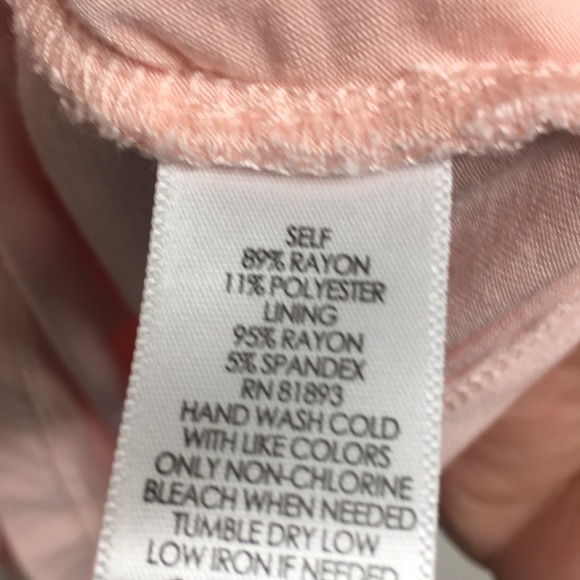 SELF
89% RAYON
11% POLYESTER
LINING
95% RAYON
5% SPANDEX
RN 81893
HAND WASH COLD
WITH LIKE COLORS
ONLY NON-CHLORINE
BLEACH WHEN NEEDED
TUMBLE DRY LOW
LOW IRON IF NEEDED